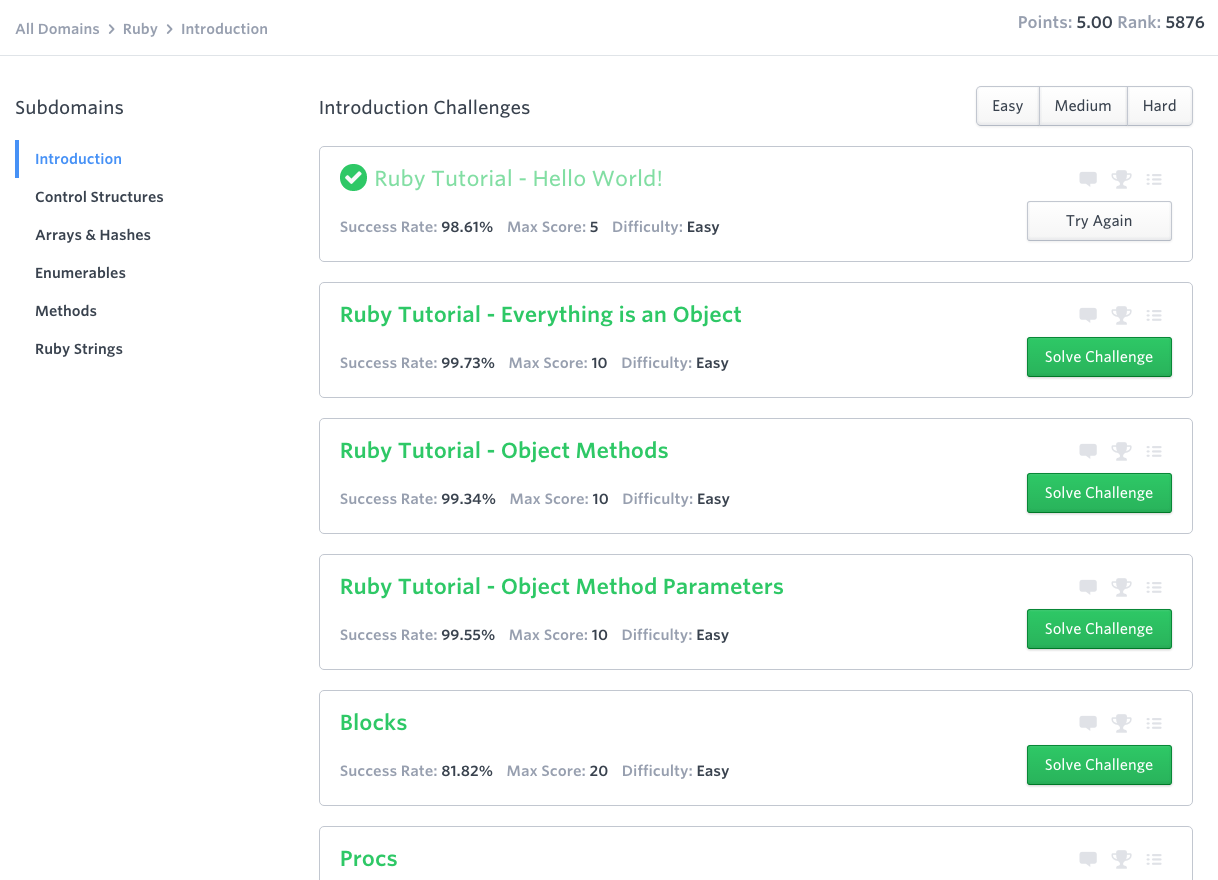 All Domains > Ruby > Introduction
Points: 5.00 Rank: 5876
Subdomains
Introduction
Control Structures
Arrays & Hashes
Enumerables
Methods
Ruby Strings
Introduction Challenges
Easy Medium Hard
Ruby Tutorial - Hello World!
Success Rate: 98.61% Max Score: 5 Difficulty: Easy
Try Again
Ruby Tutorial - Everything is an Object
Success Rate: 99.73% Max Score: 10 Difficulty: Easy
Solve Challenge
Ruby Tutorial - Object Methods
Success Rate: 99.34% Max Score: 10 Difficulty: Easy
Solve Challenge
Ruby Tutorial - Object Method Parameters
Success Rate: 99.55% Max Score: 10 Difficulty: Easy
Solve Challenge
Blocks
Success Rate: 81.82% Max Score: 20 Difficulty: Easy
Solve Challenge
Procs